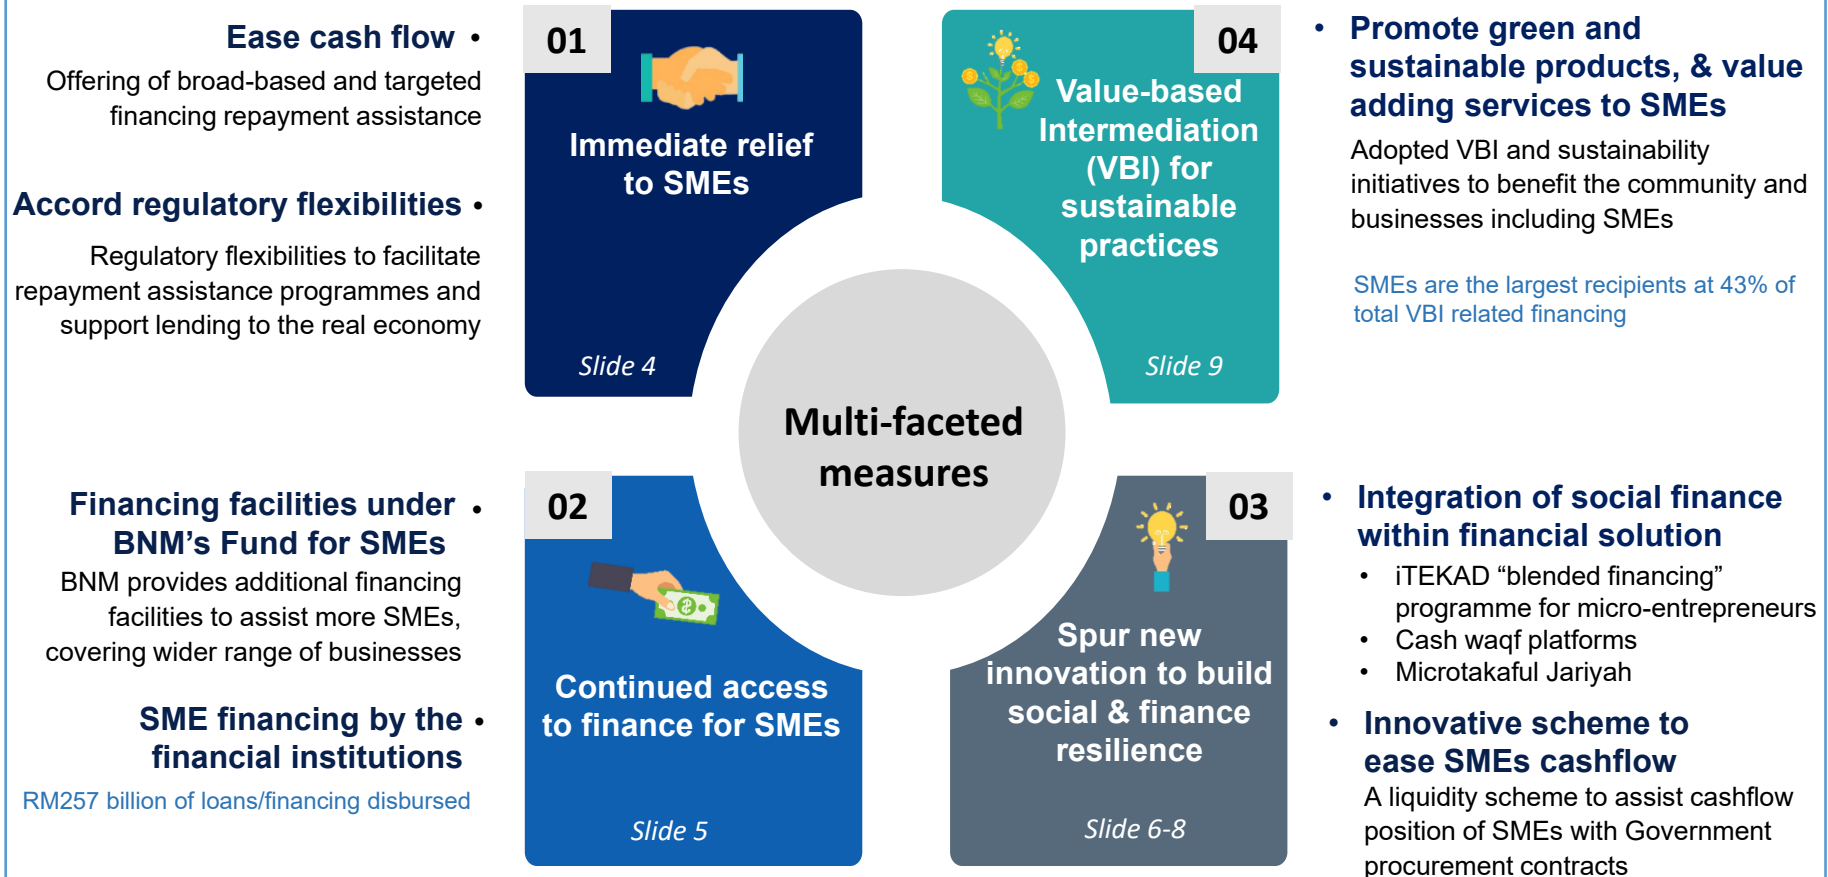 Ease cash flow •
Offering of broad-based and targeted
financing repayment assistance
Accord regulatory flexibilities •
Regulatory flexibilities to facilitate
repayment assistance programmes and
support lending to the real economy
01
Immediate relief
to SMEs
Slide 4
Financing facilities under •
BNM’s Fund for SMEs
BNM provides additional financing
facilities to assist more SMEs,
covering wider range of businesses
SME financing by the •
financial institutions
RM257 billion of loans/financing disbursed
02
Continued access
to finance for SMEs
Slide 5
Multi-faceted
measures
04
Value-based
Intermediation
(VBI) for
sustainable
practices
Slide 9
• Promote green and
sustainable products, & value
adding services to SMEs
Adopted VBI and sustainability
initiatives to benefit the community and
businesses including SMEs
SMEs are the largest recipients at 43% of
total VBI related financing
03
Spur new
innovation to build
social & finance
resilience
Slide 6-8
• Integration of social finance
within financial solution
• iTEKAD “blended financing”
programme for micro-entrepreneurs
• Cash waqf platforms
• Microtakaful Jariyah
• Innovative scheme to
ease SMEs cashflow
A liquidity scheme to assist cashflow
position of SMEs with Government
procurement contracts